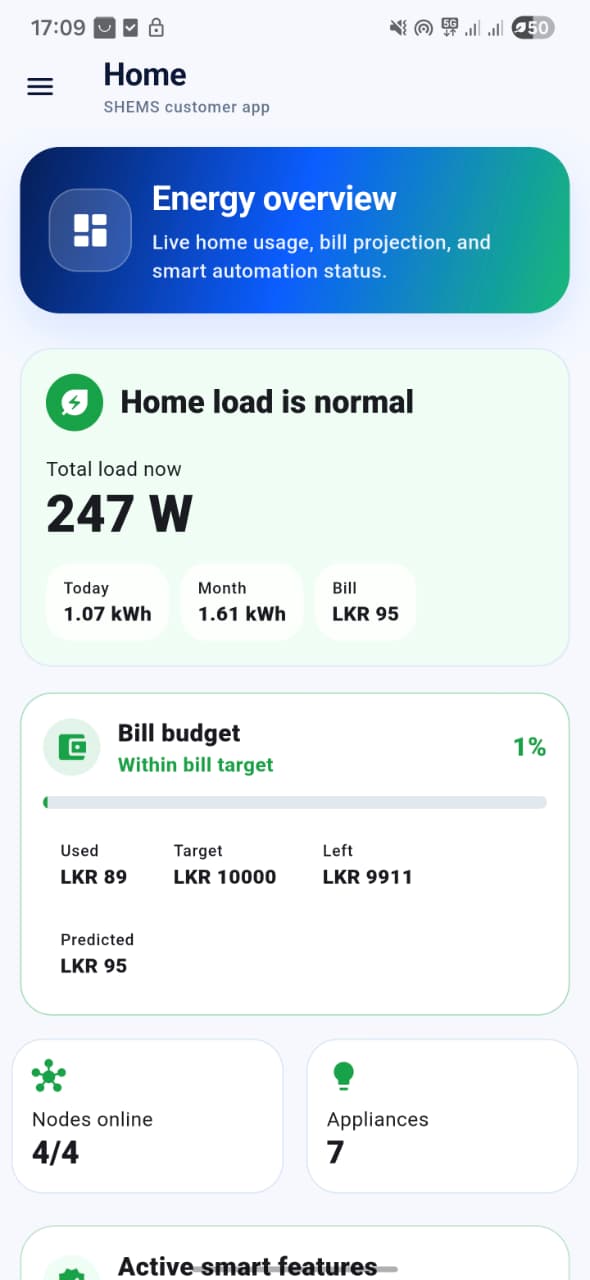 17:09
5G
50
Home
SHEMS customer app
Energy overview
Live home usage, bill projection, and
smart automation status.
Home load is normal
Total load now
247 W
Today
1.07 kWh
Month
1.61 kWh
Bill
LKR 95
Bill budget
Within bill target
1%
Used
LKR 89
Target
LKR 10000
Left
LKR 9911
Predicted
LKR 95
Nodes online
4/4
Appliances
7
Active smart features